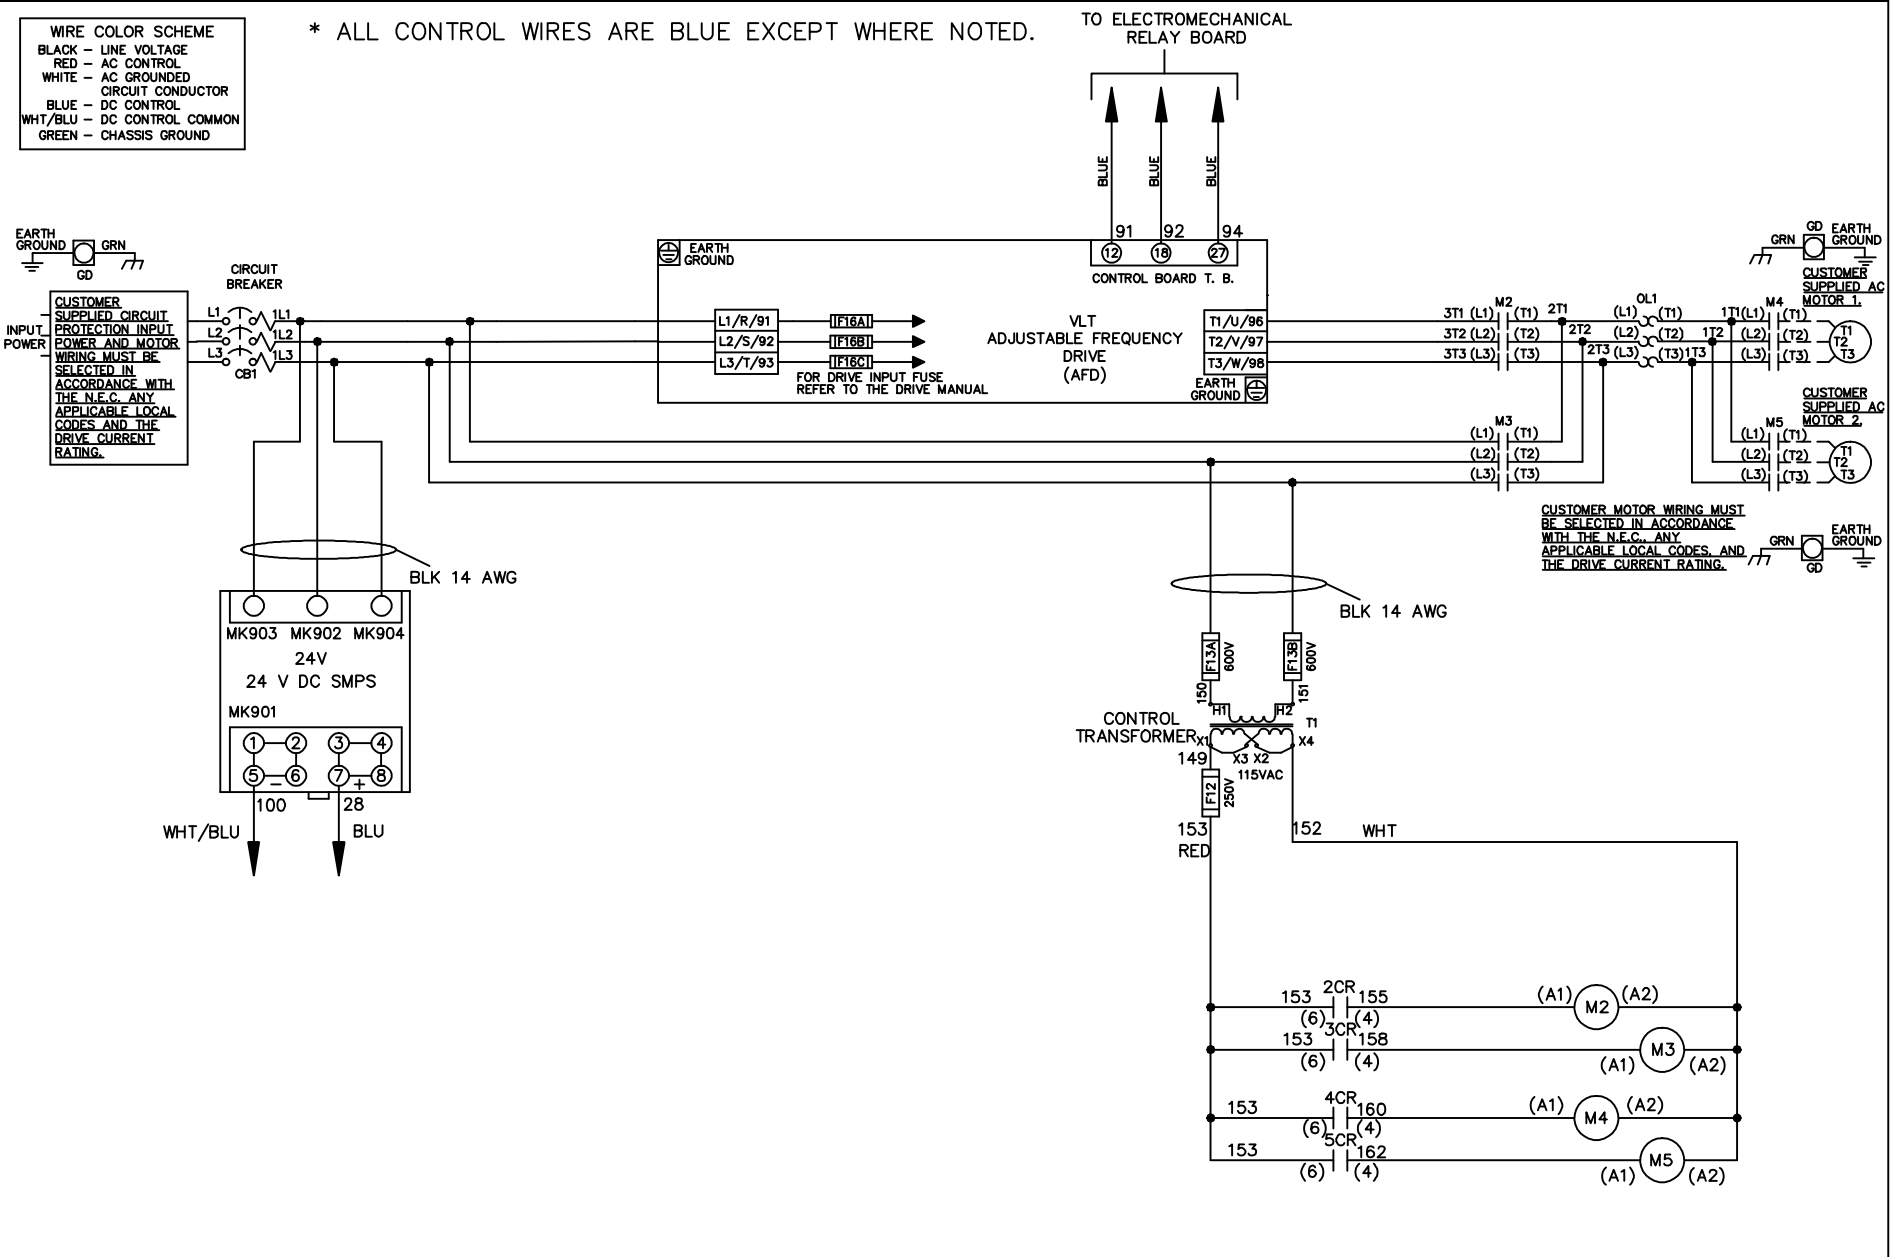 WIRE COLOR SCHEME
BLACK – LINE VOLTAGE
RED – AC CONTROL
WHITE – AC GROUNDED
CIRCUIT CONDUCTOR
BLUE – DC CONTROL
WHT/BLU – DC CONTROL COMMON
GREEN – CHASSIS GROUND
* ALL CONTROL WIRES ARE BLUE EXCEPT WHERE NOTED.
TO ELECTROMECHANICAL
RELAY BOARD
BLUE BLUE BLUE
91 92 94
12 18 27
CONTROL BOARD T. B.
EARTH
GROUND
GRN
GD
CIRCUIT
BREAKER
INPUT
POWER
CUSTOMER
SUPPLIED CIRCUIT
PROTECTION INPUT
POWER AND MOTOR
WIRING MUST BE
SELECTED IN
ACCORDANCE WITH
THE N.E.C. ANY
APPLICABLE LOCAL
CODES AND THE
DRIVE CURRENT
RATING.
L1 1L1
L2 1L2
L3 1L3
CB1
EARTH
GROUND
L1/R/91 F16A
L2/S/92 F16B
L3/T/93 F16C
FOR DRIVE INPUT FUSE
REFER TO THE DRIVE MANUAL
VLT
ADJUSTABLE FREQUENCY
DRIVE
(AFD)
T1/U/96
T2/V/97
T3/W/98
EARTH
GROUND
M2
3T1 (L1) (T1) 2T1
3T2 (L2) (T2) 2T2
3T3 (L3) (T3) 2T3
OL1
(L1) (T1) 1T1
(L2) (T2) 1T2
(L3) (T3) 1T3
M4
(L1) (T1)
(L2) (T2)
(L3) (T3)
T1
T2
T3
GD
GRN
EARTH
GROUND
CUSTOMER
SUPPLIED AC
MOTOR 1.
M3
(L1) (T1)
(L2) (T2)
(L3) (T3)
M5
(L1) (T1)
(L2) (T2)
(L3) (T3)
CUSTOMER
SUPPLIED AC
MOTOR 2.
T1
T2
T3
CUSTOMER MOTOR WIRING MUST
BE SELECTED IN ACCORDANCE
WITH THE N.E.C., ANY
APPLICABLE LOCAL CODES, AND
THE DRIVE CURRENT RATING.
GRN
GD
EARTH
GROUND
BLK 14 AWG
MK903 MK902 MK904
24V
24 V DC SMPS
MK901
1 2 3 4
5 – 6 7 + 8
100 28
WHT/BLU BLU
BLK 14 AWG
F13A 600V F13B 600V
150 151
H1 H2
T1
CONTROL
TRANSFORMER
X1 X3 X2 X4
149
115VAC
F12 250V
153 152 WHT
RED
2CR
153 155 (A1) M2 (A2)
(6) (4)
3CR
153 158 M3
(6) (4) (A1) (A2)
4CR
153 160 (A1) M4 (A2)
(6) (4)
5CR
153 162 M5
(6) (4) (A1) (A2)